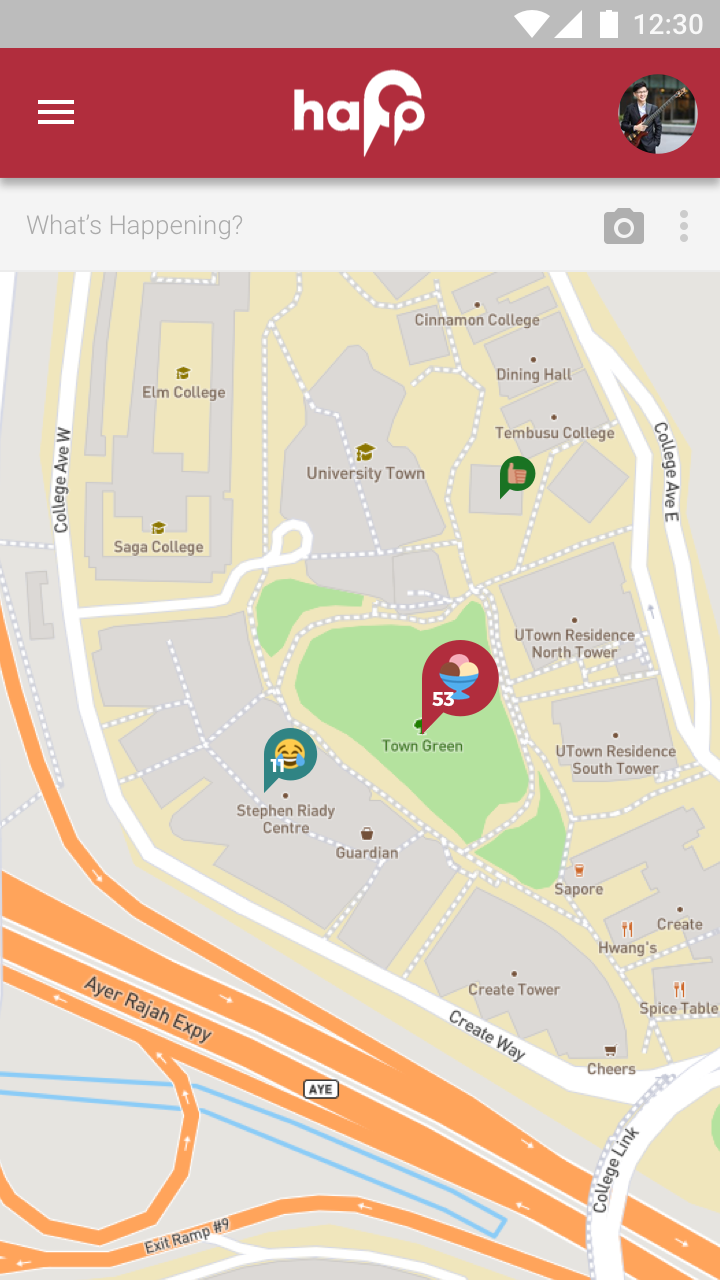 12:30
happ
What's Happening?
Cinnamon College
Dining Hall
Elm College
Tembusu College
College Ave W
College Ave E
University Town
Saga College
UTown Residence
North Tower
53
Town Green
UTown Residence
South Tower
11
Stephen Riady
Centre
Guardian
Sapore
Create
Hwang's
Create Tower
Spice Table
Ayer Rajah Expy
Create Way
Cheers
AYE
College Link
Exit Ramp #9